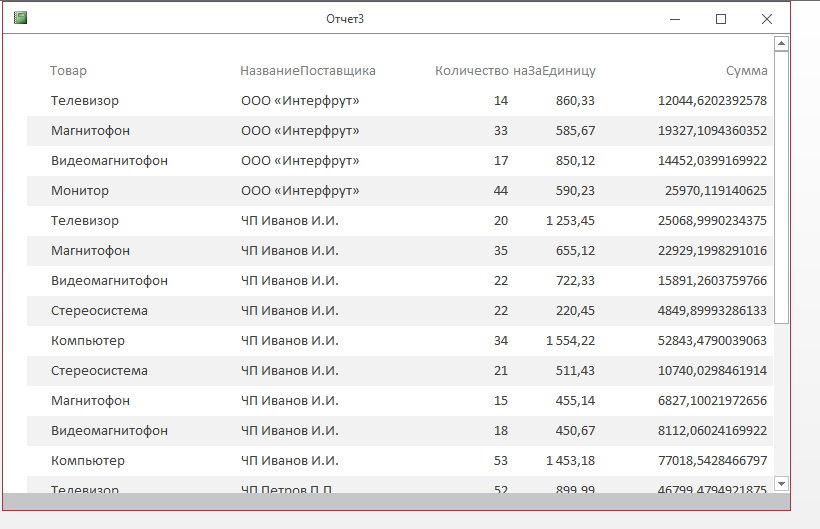 Отчет3
Товар НазваниеПоставщика Количество наЗаЕдиницу Сумма
Телевизор ООО «Интерфрут» 14 860,33 12044,6202392578
Магнитофон ООО «Интерфрут» 33 585,67 19327,1094360352
Видеомагнитофон ООО «Интерфрут» 17 850,12 14452,0399169922
Монитор ООО «Интерфрут» 44 590,23 25970,119140625
Телевизор ЧП Иванов И.И. 20 1 253,45 25068,9990234375
Магнитофон ЧП Иванов И.И. 35 655,12 22929,1998291016
Видеомагнитофон ЧП Иванов И.И. 22 722,33 15891,2603759766
Стереосистема ЧП Иванов И.И. 22 220,45 4849,89993286133
Компьютер ЧП Иванов И.И. 34 1 554,22 52843,4790039063
Стереосистема ЧП Иванов И.И. 21 511,43 10740,0298461914
Магнитофон ЧП Иванов И.И. 15 455,14 6827,10021972656
Видеомагнитофон ЧП Иванов И.И. 18 450,67 8112,06024169922
Компьютер ЧП Иванов И.И. 53 1 453,18 77018,5428466797
Телевизор ЧП Петров П.П. 52 899,99 46799,4794921875